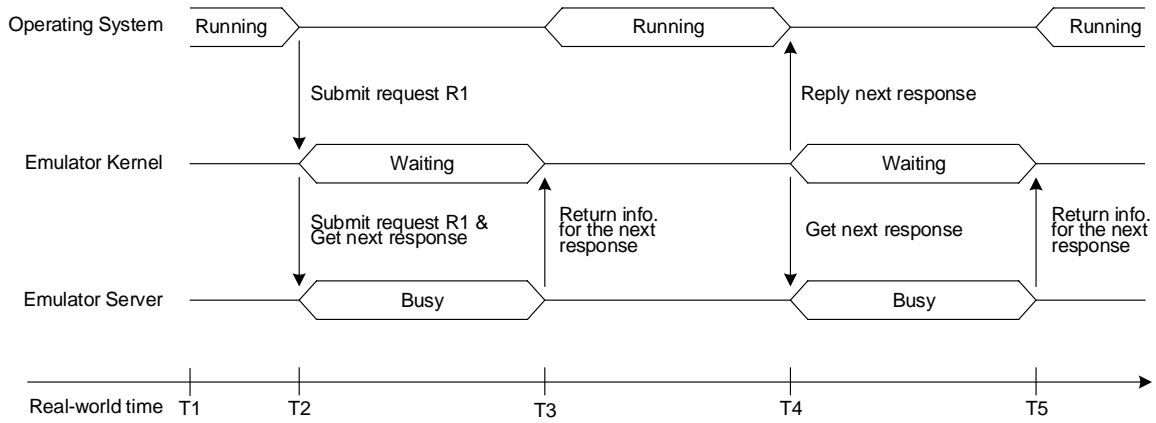 Operating System
Running
Running
Running
Submit request R1
Reply next response
Emulator Kernel
Waiting
Waiting
Submit request R1 &
Get next response
Return info.
for the next
response
Get next response
Return info.
for the next
response
Emulator Server
Busy
Busy
Real-world time
T1
T2
T3
T4
T5